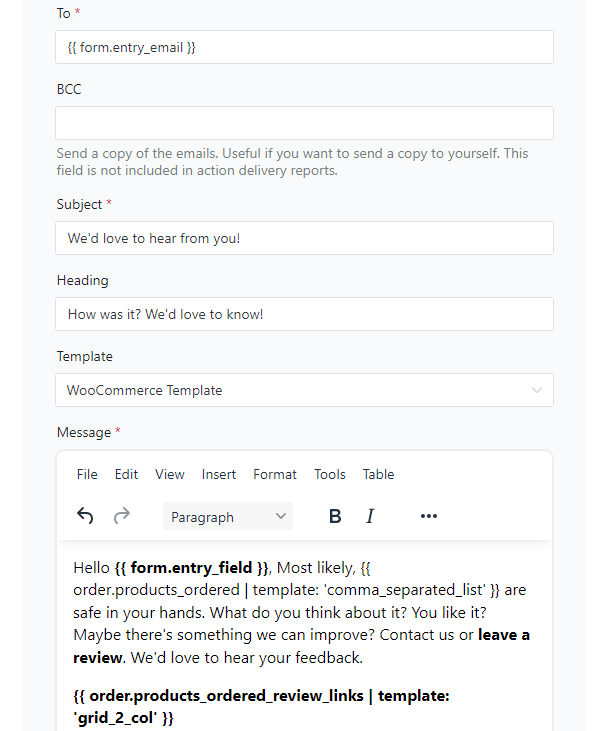 To *
{{ form.entry_email }}
BCC
Send a copy of the emails. Useful if you want to send a copy to yourself. This
field is not included in action delivery reports.
Subject *
We'd love to hear from you!
Heading
How was it? We'd love to know!
Template
WooCommerce Template
Message *
File Edit View Insert Format Tools Table
Paragraph B I
Hello {{ form.entry_field }}, Most likely, {{
order.products_ordered | template: 'comma_separated_list' }} are
safe in your hands. What do you think about it? You like it?
Maybe there's something we can improve? Contact us or leave a
review. We'd love to hear your feedback.
{{ order.products_ordered_review_links | template:
'grid_2_col' }}